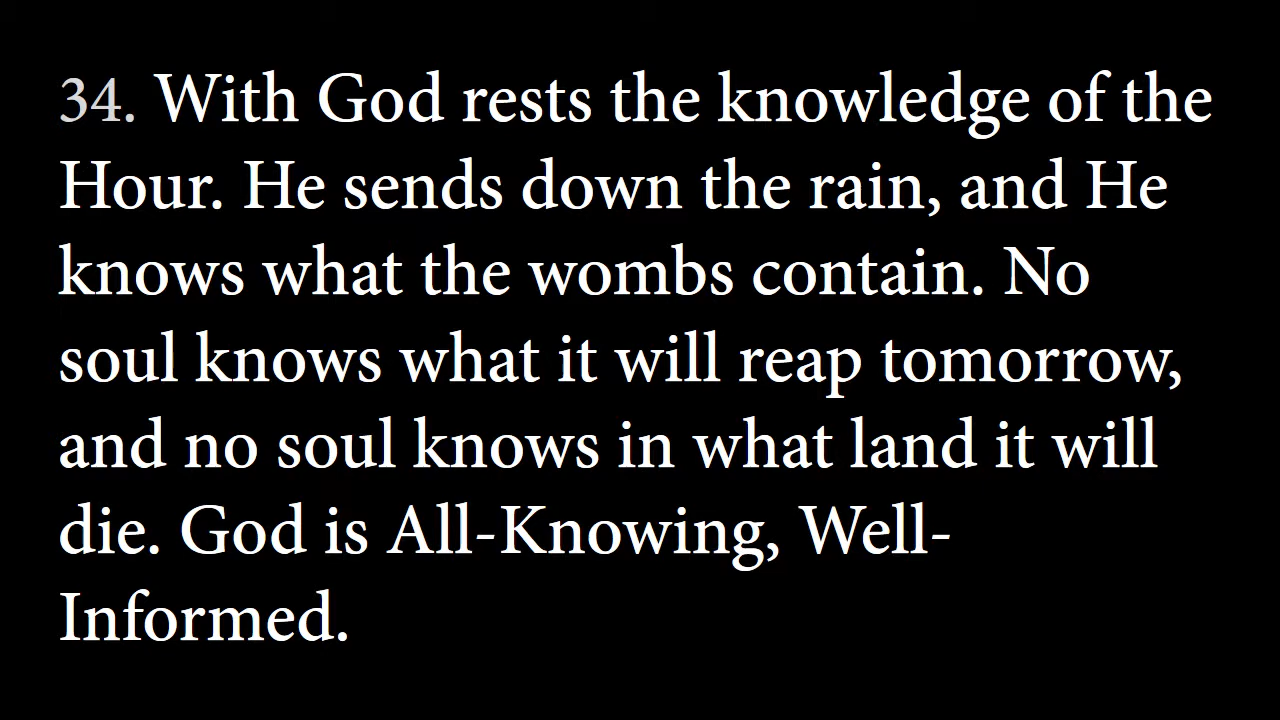 34. With God rests the knowledge of the
Hour. He sends down the rain, and He
knows what the wombs contain. No
soul knows what it will reap tomorrow,
and no soul knows in what land it will
die. God is All-Knowing, Well-
Informed.